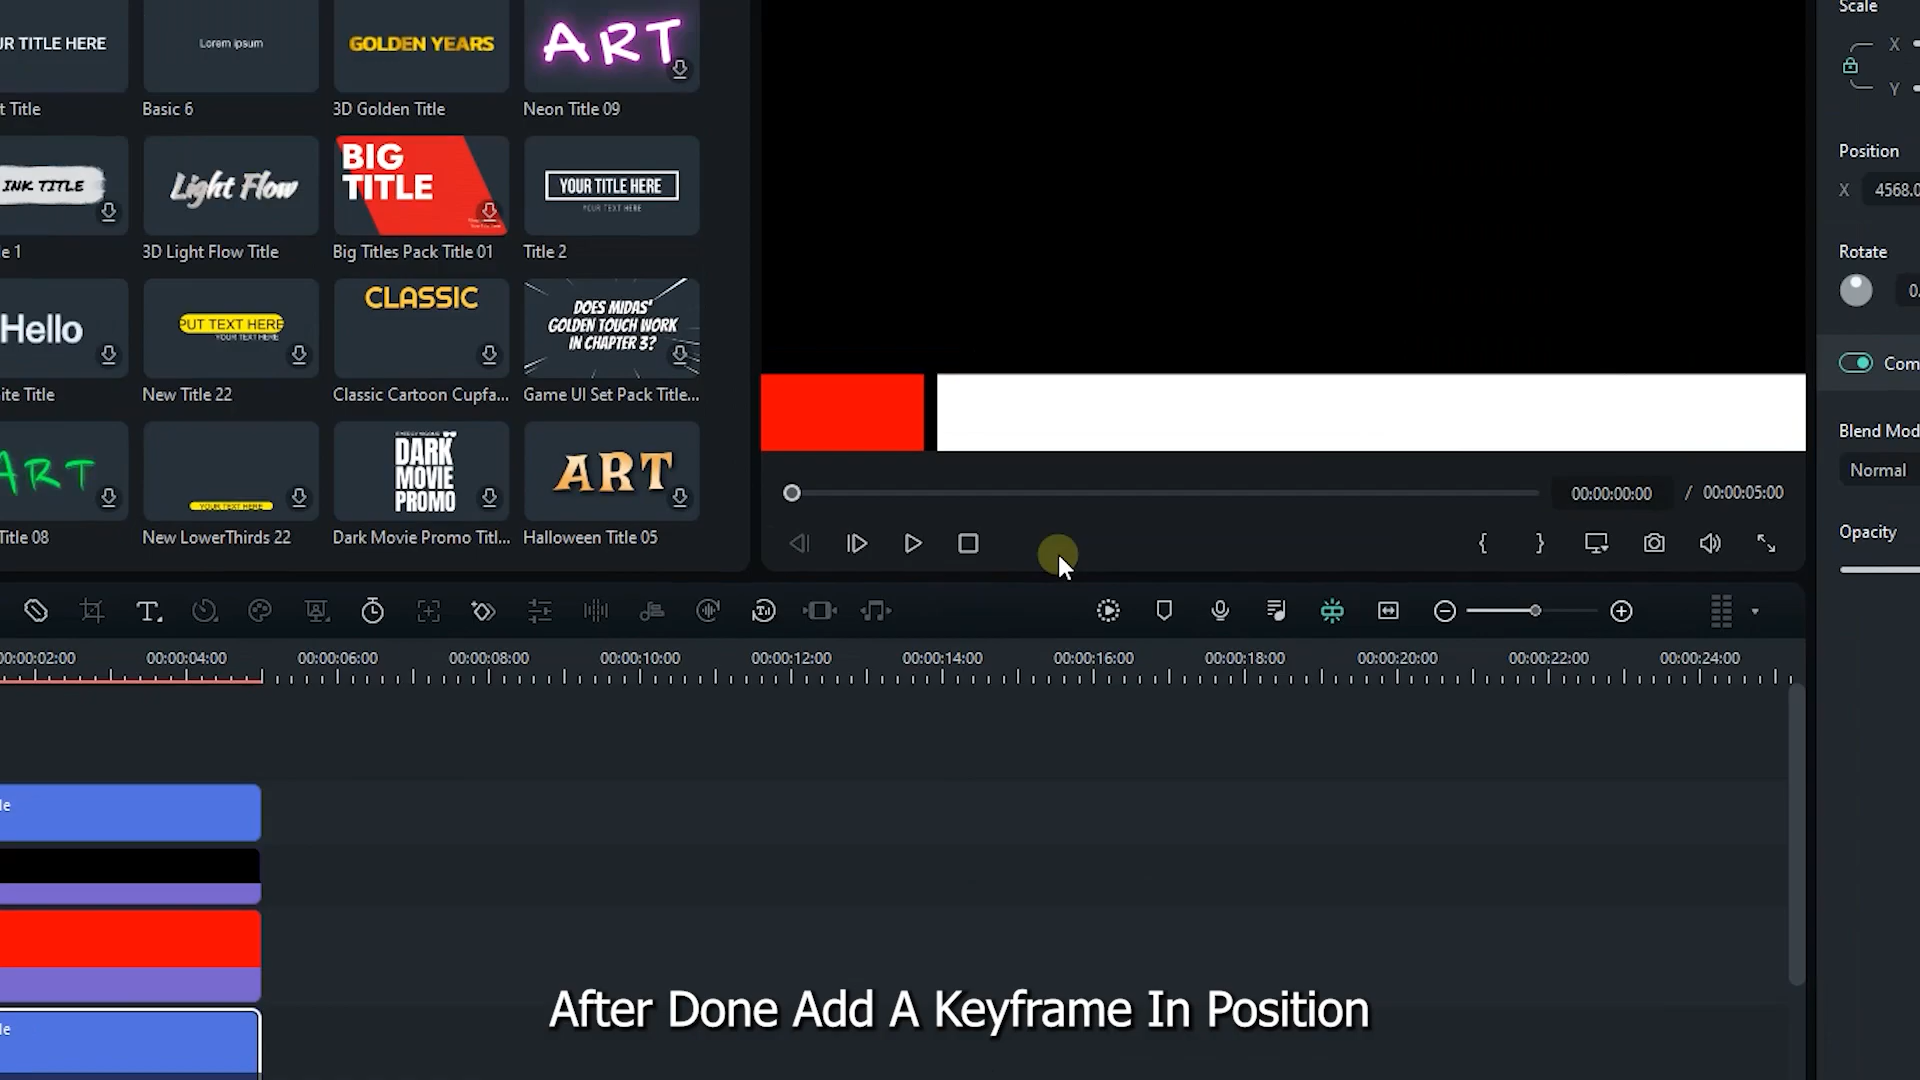 R TITLE HERE
Lorem ipsum
GOLDEN YEARS
ART
t Title
Basic 6
3D Golden Title
Neon Title 09
INK TITLE
Light Flow
BIG
TITLE
YOUR TITLE HERE
YOUR TEXT HERE
le 1
3D Light Flow Title
Big Titles Pack Title 01
Title 2
Hello
PUT TEXT HERE
YOUR TEXT HERE
CLASSIC
DOES MIDAS'
GOLDEN TOUCH WORK
IN CHAPTER 3?
ite Title
New Title 22
Classic Cartoon Cupfa...
Game UI Set Pack Title...
ART
YOUR TEXT HERE
DARK
MOVIE
PROMO
ART
Title 08
New LowerThirds 22
Dark Movie Promo Titl...
Halloween Title 05
00:00:00:00 / 00:00:05:00
Scale
X
Y
Position
X 4568.0
Rotate
0.
Com
Blend Mod
Normal
Opacity
00:00:02:00 00:00:04:00 00:00:06:00 00:00:08:00 00:00:10:00 00:00:12:00 00:00:14:00 00:00:16:00 00:00:18:00 00:00:20:00 00:00:22:00 00:00:24:00
le
le
After Done Add A Keyframe In Position